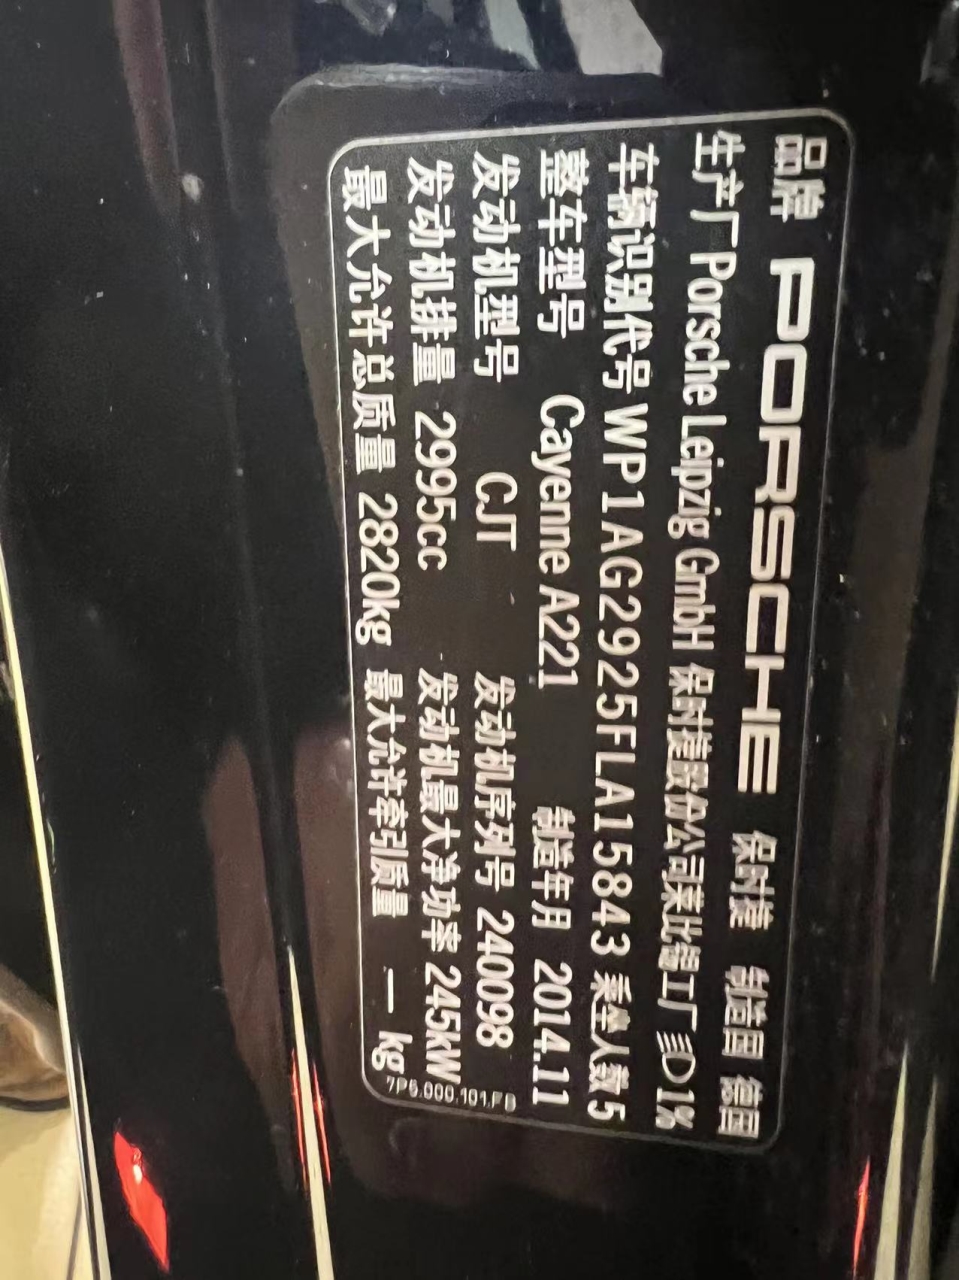 品牌 PORSCHE 保时捷 制造国 德国
生产厂 Porsche Leipzig GmbH 保时捷股份公司莱比锡工厂 1%
车辆识别代号 WP1AG2925FLA15843 乘坐人数 5
整车型号 Cayenne A221 制造年月 2014.11
发动机型号 CJT 发动机序列号 240098
发动机排量 2995cc 发动机最大净功率 245kW
最大允许总质量 2820kg 最大允许牵引质量 — kg
7P5.000.101.FB